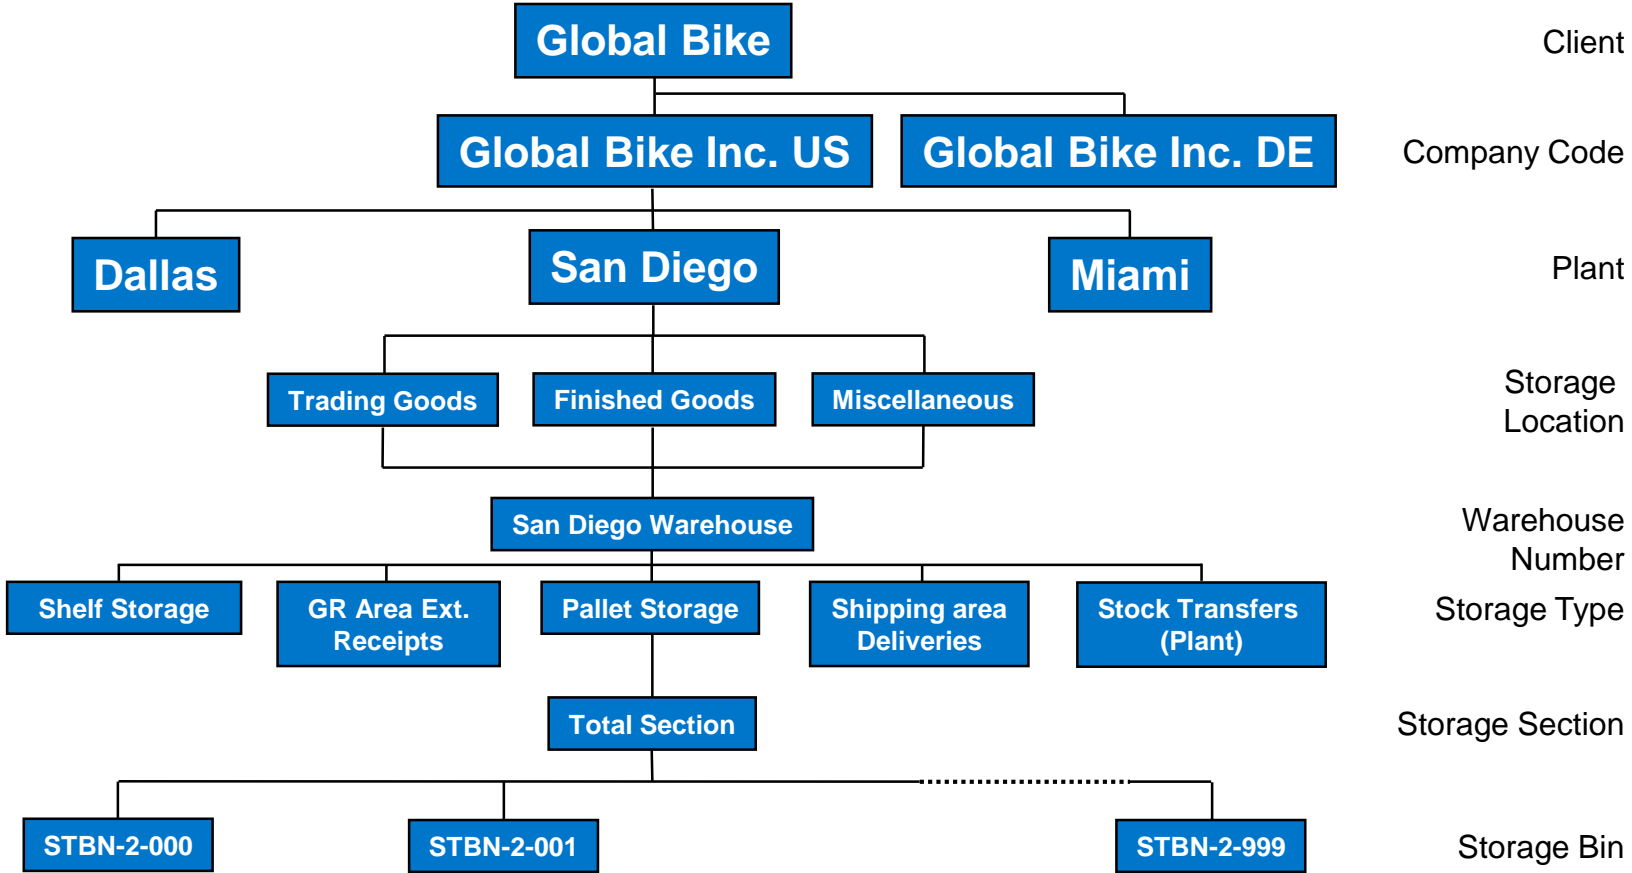 Global Bike
Client
Global Bike Inc. US
Global Bike Inc. DE
Company Code
Dallas
San Diego
Miami
Plant
Trading Goods
Finished Goods
Miscellaneous
Storage
Location
San Diego Warehouse
Warehouse
Number
Shelf Storage
GR Area Ext.
Receipts
Pallet Storage
Shipping area
Deliveries
Stock Transfers
(Plant)
Storage Type
Total Section
Storage Section
STBN-2-000
STBN-2-001
STBN-2-999
Storage Bin